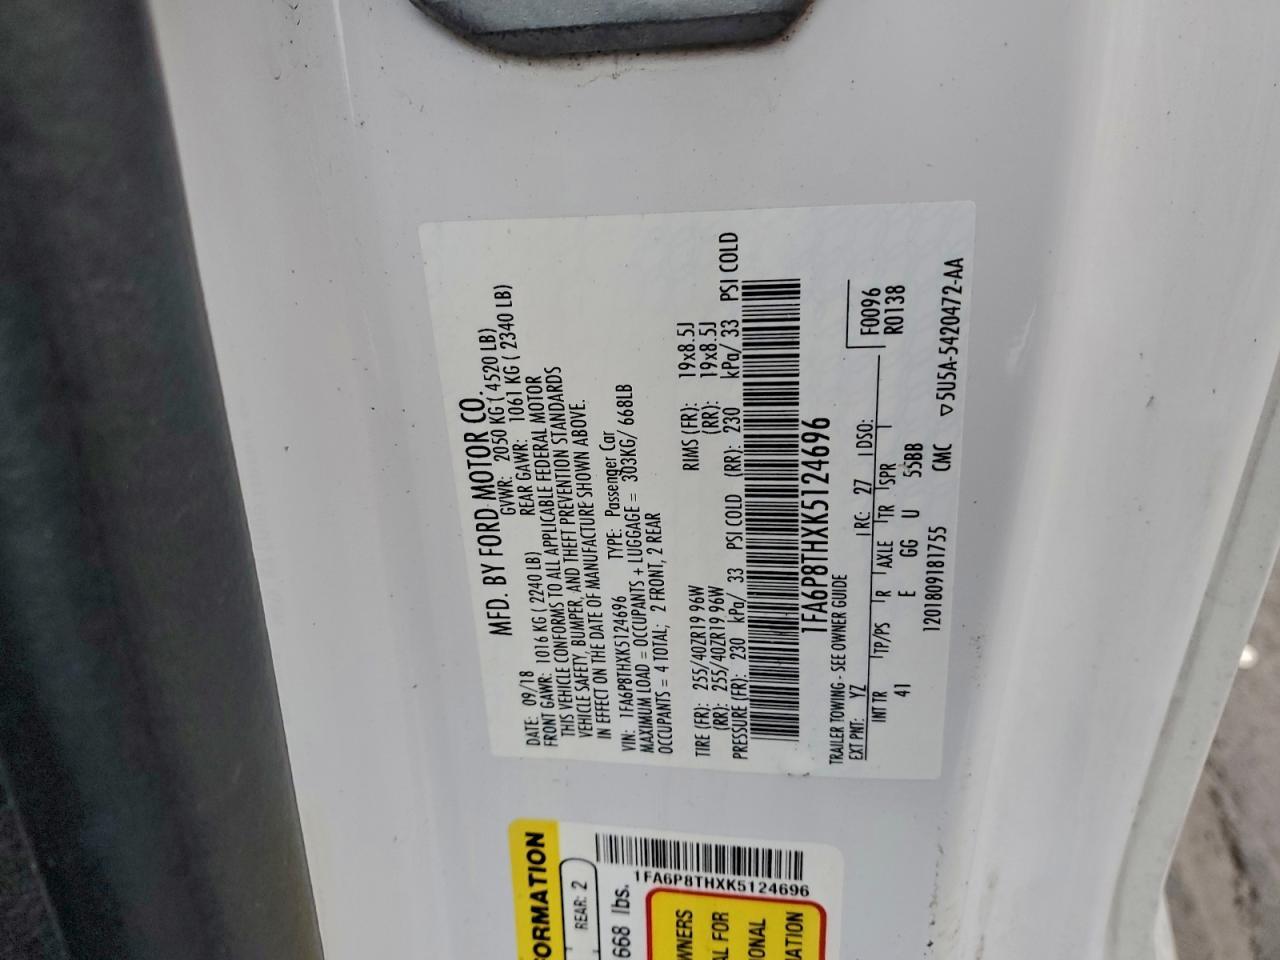 MFD. BY FORD MOTOR CO.
DATE: 09/18 GVWR: 2050 KG ( 4520 LB)
FRONT GAWR: 1016 KG ( 2240 LB) REAR GAWR: 1061 KG ( 2340 LB)
THIS VEHICLE CONFORMS TO ALL APPLICABLE FEDERAL MOTOR
VEHICLE SAFETY, BUMPER, AND THEFT PREVENTION STANDARDS
IN EFFECT ON THE DATE OF MANUFACTURE SHOWN ABOVE.
VIN: 1FA6P8THXK5124696 TYPE: Passenger Car
MAXIMUM LOAD = OCCUPANTS + LUGGAGE = 303KG/ 668LB
OCCUPANTS = 4 TOTAL; 2 FRONT, 2 REAR
TIRE (FR): 255/40ZR19 96W RIMS (FR): 19x8.5J
(RR): 255/40ZR19 96W (RR): 19x8.5J
PRESSURE (FR): 230 kPa/ 33 PSI COLD (RR): 230 kPa/ 33 PSI COLD
1FA6P8THXK5124696
TRAILER TOWING - SEE OWNER GUIDE
EXT PNT: YZ RC: 27 DSO: F0096
R0138
INT TR TP/PS R AXLE TR SPR
41 E GG U 55BB
1201809181755 CMC ▽5U5A-5420472-AA
ORMATION
REAR: 2
668 lbs.
1FA6P8THXK5124696
WNERS
AL FOR
IONAL
MATION